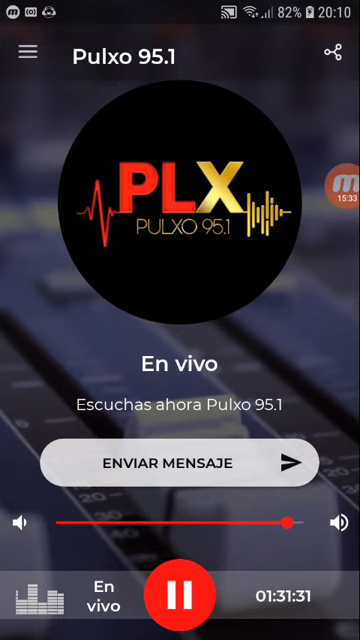 82% 20:10
Pulxo 95.1
PLX
PULXO 95.1
15:33
En vivo
Escuchas ahora Pulxo 95.1
ENVIAR MENSAJE
En
vivo
01:31:31